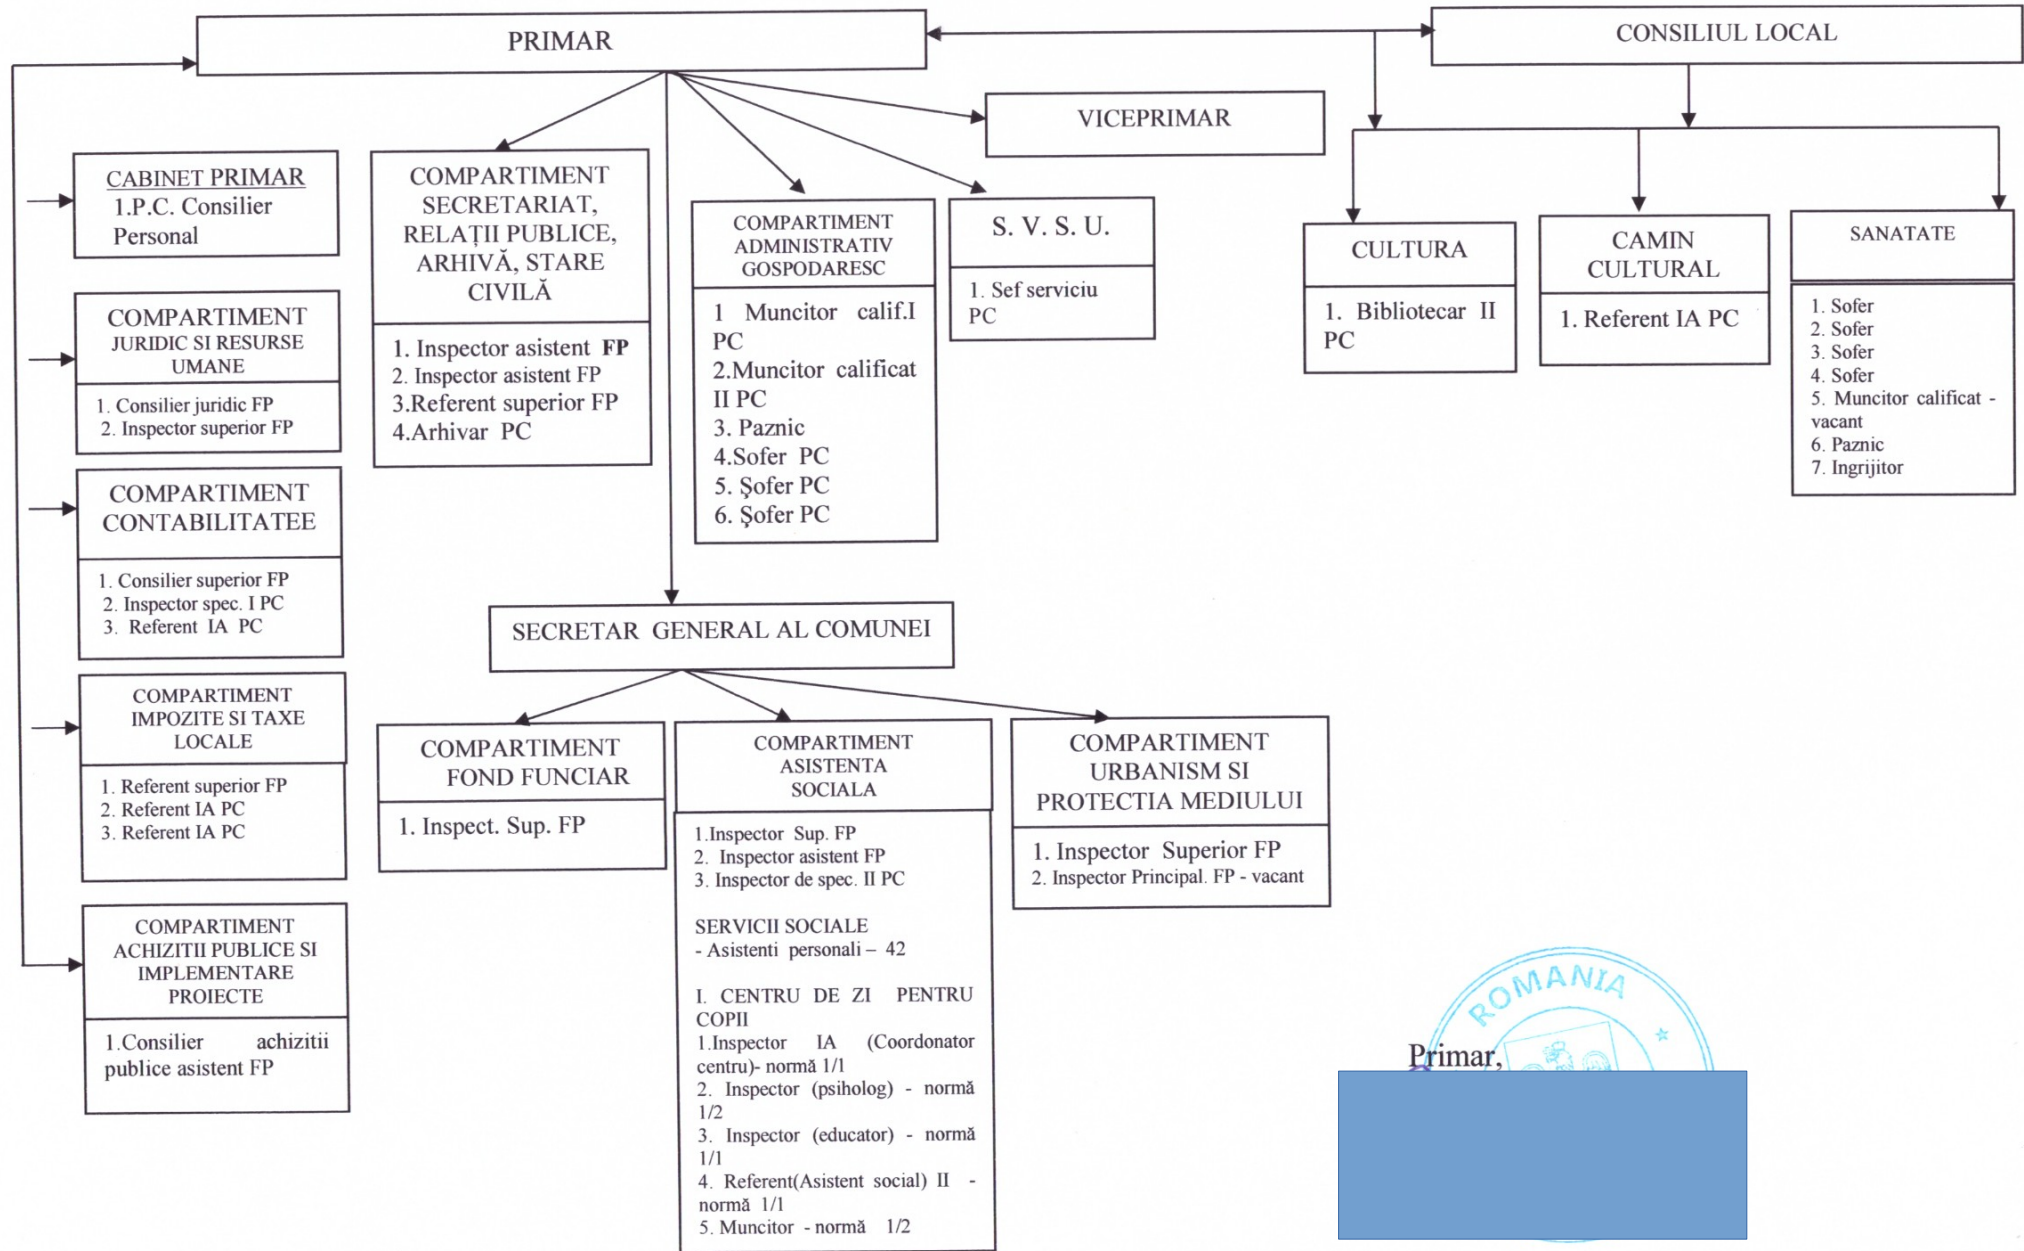 PRIMAR
CONSILIUL LOCAL
VICEPRIMAR
CABINET PRIMAR
1.P.C. Consilier
Personal
COMPARTIMENT
JURIDIC SI RESURSE
UMANE
1. Consilier juridic FP
2. Inspector superior FP
COMPARTIMENT
CONTABILITATEE
1. Consilier superior FP
2. Inspector spec. I PC
3. Referent IA PC
COMPARTIMENT
IMPOZITE SI TAXE
LOCALE
1. Referent superior FP
2. Referent IA PC
3. Referent IA PC
COMPARTIMENT
ACHIZITII PUBLICE SI
IMPLEMENTARE
PROIECTE
1.Consilier achizitii
publice asistent FP
COMPARTIMENT
SECRETARIAT,
RELAȚII PUBLICE,
ARHIVĂ, STARE
CIVILĂ
1. Inspector asistent FP
2. Inspector asistent FP
3.Referent superior FP
4.Arhivar PC
COMPARTIMENT
ADMINISTRATIV
GOSPODARESC
1 Muncitor calif.I
PC
2.Muncitor calificat
II PC
3. Paznic
4.Sofer PC
5. Şofer PC
6. Şofer PC
S. V. S. U.
1. Sef serviciu
PC
CULTURA
1. Bibliotecar II
PC
CAMIN
CULTURAL
1. Referent IA PC
SANATATE
1. Sofer
2. Sofer
3. Sofer
4. Sofer
5. Muncitor calificat -
vacant
6. Paznic
7. Ingrijitor
SECRETAR GENERAL AL COMUNEI
COMPARTIMENT
FOND FUNCIAR
1. Inspect. Sup. FP
COMPARTIMENT
ASISTENTA
SOCIALA
1.Inspector Sup. FP
2. Inspector asistent FP
3. Inspector de spec. II PC
SERVICII SOCIALE
- Asistenti personali – 42
I. CENTRU DE ZI PENTRU
COPII
1.Inspector IA (Coordonator
centru)- normă 1/1
2. Inspector (psiholog) - normă
1/2
3. Inspector (educator) - normă
1/1
4. Referent(Asistent social) II -
normă 1/1
5. Muncitor - normă 1/2
COMPARTIMENT
URBANISM SI
PROTECTIA MEDIULUI
1. Inspector Superior FP
2. Inspector Principal. FP - vacant
ROMANIA
Primar,